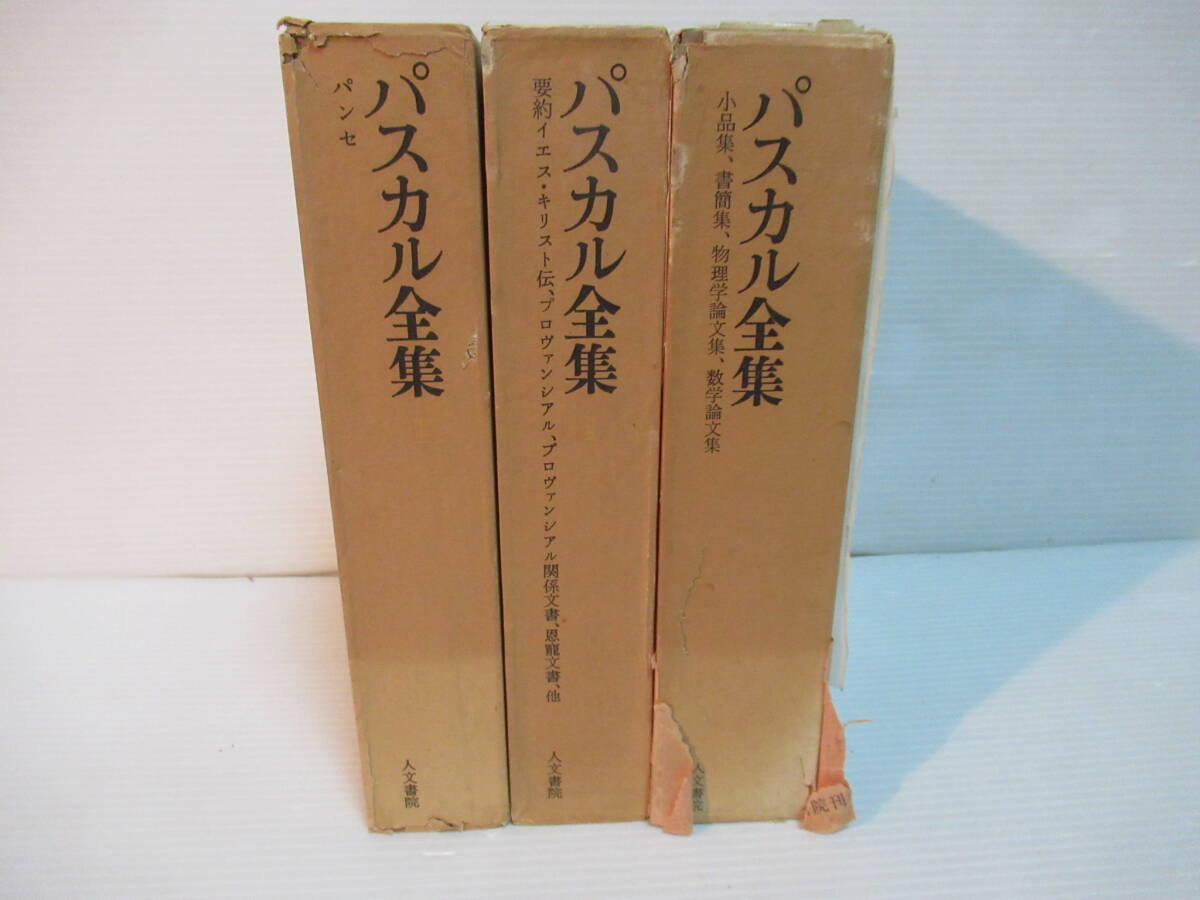 パスカル全集
パンセ
人文書院
パスカル全集
要約イエス・キリスト伝、プロヴァンシアル、プロヴァンシアル関係文書、恩寵文書、他
人文書院
パスカル全集
小品集、書簡集、物理学論文集、数学論文集
人文書院
院刊